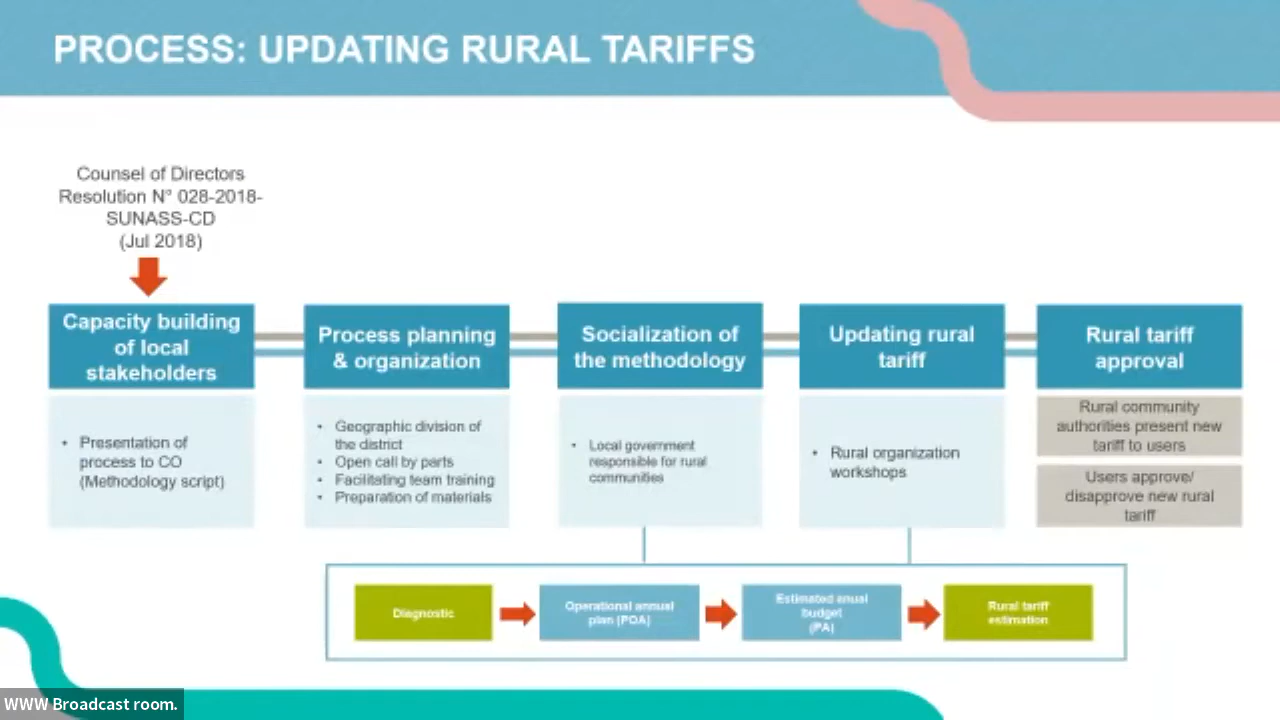 PROCESS: UPDATING RURAL TARIFFS
Counsel of Directors
Resolution N° 028-2018-
SUNASS-CD
(Jul 2018)
Capacity building
of local
stakeholders
• Presentation of
process to CO
(Methodology script)
Process planning
& organization
• Geographic division of
the district
• Open call by parts
• Facilitating team training
• Preparation of materials
Socialization of
the methodology
• Local government
responsible for rural
communities
Updating rural
tariff
• Rural organization
workshops
Rural tariff
approval
Rural community
authorities present new
tariff to users
Users approve/
disapprove new rural
tariff
Diagnostic
Operational annual
plan (POA)
Estimated anual
budget
(PA)
Rural tariff
estimation
WWW Broadcast room.